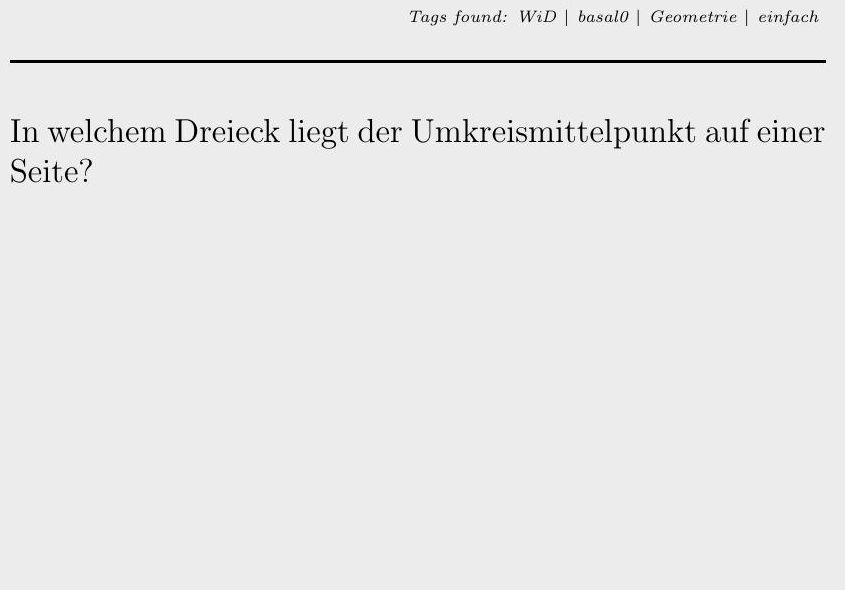 Tags found: WiD | basal0 | Geometrie | einfach
In welchem Dreieck liegt der Umkreismittelpunkt auf einer
Seite?